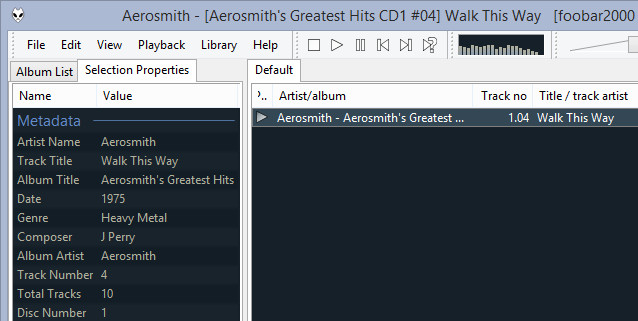 Aerosmith - [Aerosmith's Greatest Hits CD1 #04] Walk This Way [foobar2000
File Edit View Playback Library Help
Album List Selection Properties Default
Name Value
Metadata
Artist Name Aerosmith
Track Title Walk This Way
Album Title Aerosmith's Greatest Hits
Date 1975
Genre Heavy Metal
Composer J Perry
Album Artist Aerosmith
Track Number 4
Total Tracks 10
Disc Number 1
Artist/album Track no Title / track artist
Aerosmith - Aerosmith's Greatest ... 1.04 Walk This Way